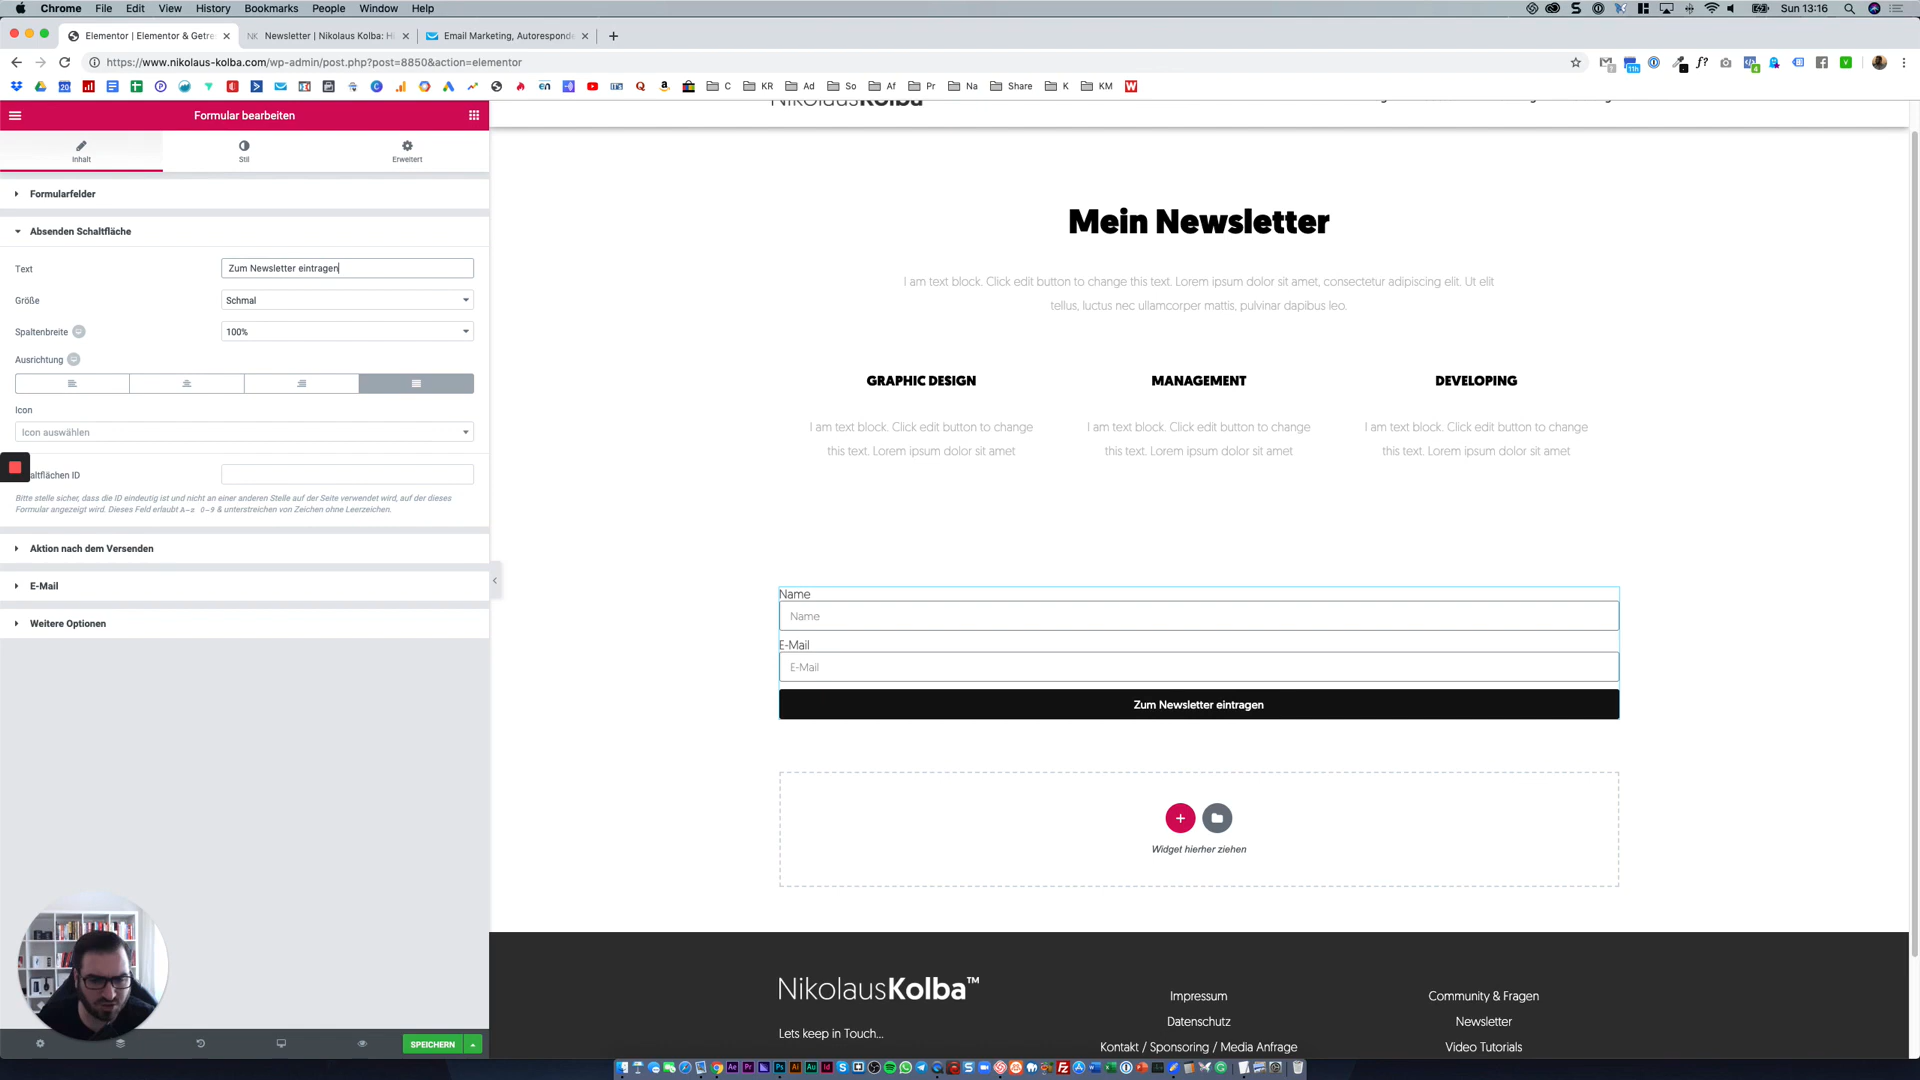 Chrome File Edit View History Bookmarks People Window Help
Sun 13:16
Elementor | Elementor & Getre
Newsletter | Nikolaus Kolba: Hi
Email Marketing, Autoresponde
https://www.nikolaus-kolba.com/wp-admin/post.php?post=8850&action=elementor
C KR Ad So Af Pr Na Share K KM
Formular bearbeiten
Inhalt
Stil
Erweitert
Formularfelder
Absenden Schaltfläche
Text
Zum Newsletter eintragen
Größe
Schmal
Spaltenbreite
100%
Ausrichtung
Icon
Icon auswählen
altflächen ID
Bitte stelle sicher, dass die ID eindeutig ist und nicht an einer anderen Stelle auf der Seite verwendet wird, auf der dieses
Formular angezeigt wird. Dieses Feld erlaubt A-z 0-9 & unterstreichen von Zeichen ohne Leerzeichen.
Aktion nach dem Versenden
E-Mail
Weitere Optionen
SPEICHERN
NikolausKolba
Mein Newsletter
I am text block. Click edit button to change this text. Lorem ipsum dolor sit amet, consectetur adipiscing elit. Ut elit
tellus, luctus nec ullamcorper mattis, pulvinar dapibus leo.
GRAPHIC DESIGN
I am text block. Click edit button to change
this text. Lorem ipsum dolor sit amet
MANAGEMENT
I am text block. Click edit button to change
this text. Lorem ipsum dolor sit amet
DEVELOPING
I am text block. Click edit button to change
this text. Lorem ipsum dolor sit amet
Name
Name
E-Mail
E-Mail
Zum Newsletter eintragen
Widget hierher ziehen
NikolausKolba™
Lets keep in Touch...
Impressum
Datenschutz
Kontakt / Sponsoring / Media Anfrage
Community & Fragen
Newsletter
Video Tutorials